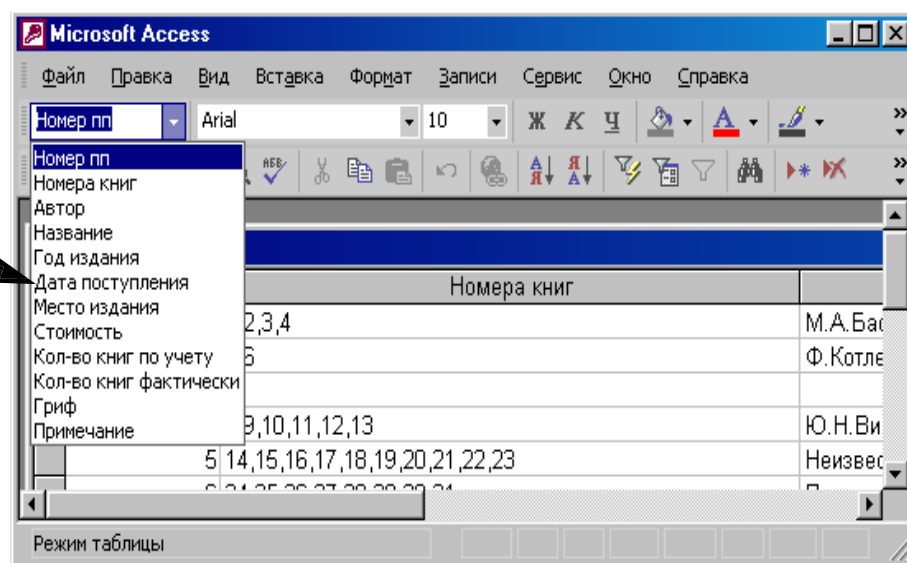 Microsoft Access
Файл Правка Вид Вставка Формат Записи Сервис Окно Справка
Номер пп Arial 10 Ж К Ч
Номер пп
Номера книг
Автор
Название
Год издания
Дата поступления
Место издания
Стоимость
Кол-во книг по учету
Кол-во книг фактически
Гриф
Примечание
Номера книг
2,3,4 М.А.Бас
6 Ф.Котле
9,10,11,12,13 Ю.Н.Ви
5 14,15,16,17,18,19,20,21,22,23 Неизвес
Режим таблицы